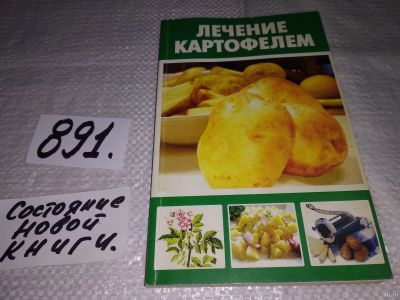 ЛЕЧЕНИЕ
КАРТОФЕЛЕМ
891.
Состояние
новой
книги.